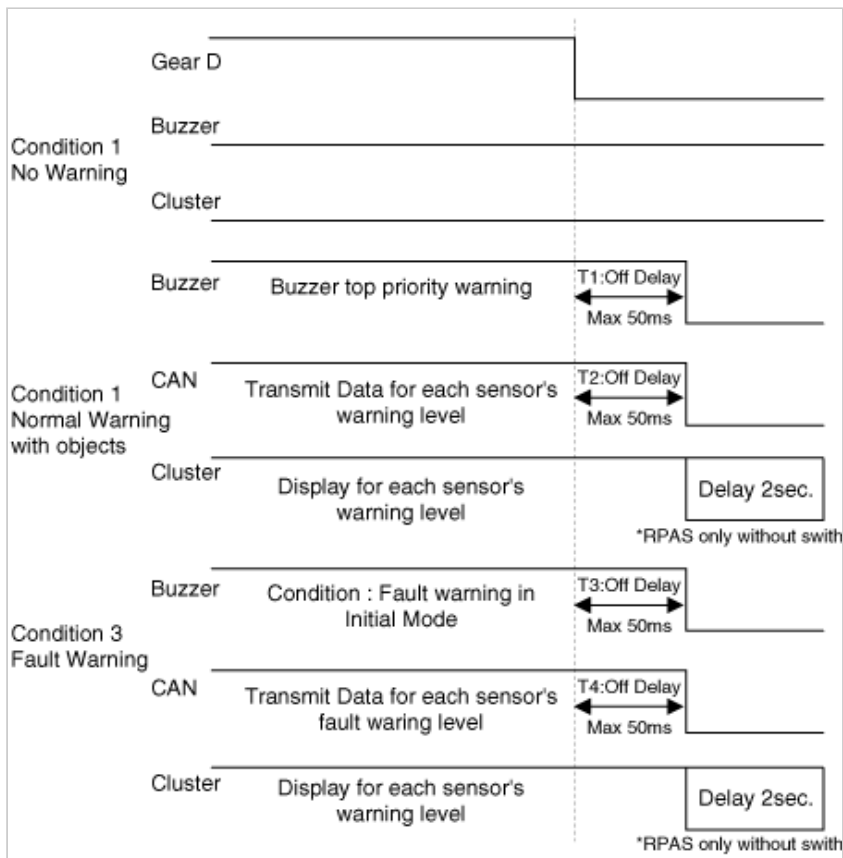 Gear D
Buzzer
Condition 1
No Warning
Cluster
Buzzer
Buzzer top priority warning
T1:Off Delay
Max 50ms
Condition 1
Normal Warning
with objects
CAN
Transmit Data for each sensor's
warning level
T2:Off Delay
Max 50ms
Cluster
Display for each sensor's
warning level
Delay 2sec.
*RPAS only without swith
Buzzer
Condition : Fault warning in
Initial Mode
T3:Off Delay
Max 50ms
Condition 3
Fault Warning
CAN
Transmit Data for each sensor's
fault waring level
T4:Off Delay
Max 50ms
Cluster
Display for each sensor's
warning level
Delay 2sec.
*RPAS only without swith